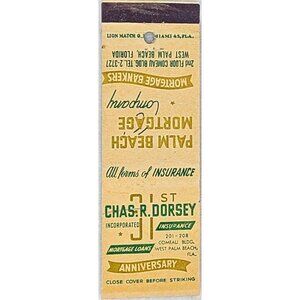 LION MATCH CO., MIAMI 45, FLA.
MORTGAGE BANKERS
2nd FLOOR COMEAU BLDG. TEL. 2-3727
WEST PALM BEACH, FLORIDA
PALM BEACH
MORTGAGE
Company
All forms of INSURANCE
31ST
CHAS. R. DORSEY
INCORPORATED
INSURANCE
MORTGAGE LOANS
201-208
COMEAU BLDG.
WEST PALM BEACH,
FLA.
ANNIVERSARY
CLOSE COVER BEFORE STRIKING